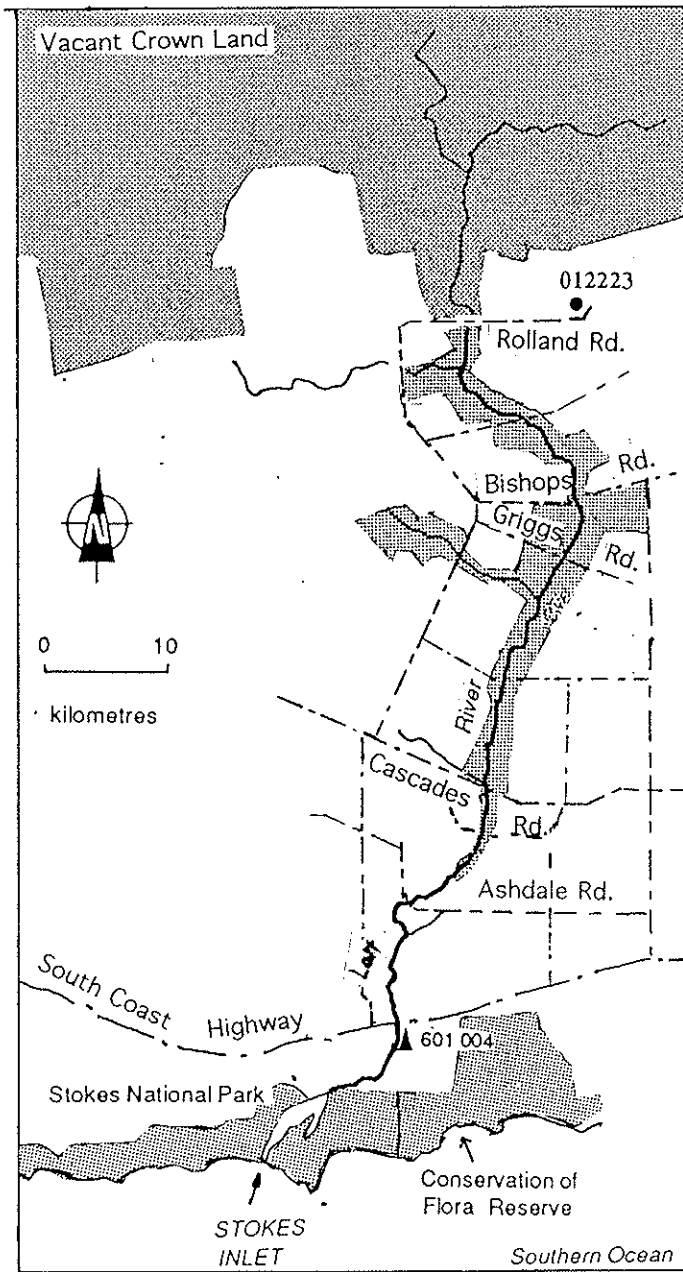 Vacant Crown Land
012223
Rolland Rd.
Bishops Rd.
Griggs Rd.
N
0 10
kilometres
River
Cascades Rd.
Ashdale Rd.
South Coast Highway
601 004
Stokes National Park
Conservation of
Flora Reserve
STOKES
INLET
Southern Ocean